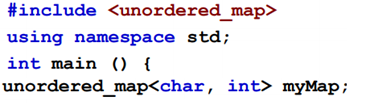 #include <unordered_map>
using namespace std;
int main () {
unordered_map<char, int> myMap;